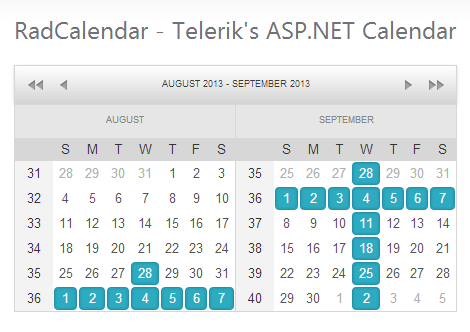 RadCalendar - Telerik's ASP.NET Calendar
AUGUST 2013 - SEPTEMBER 2013
AUGUST SEPTEMBER
S M T W T F S S M T W T F S
31 28 29 30 31 1 2 3 35 25 26 27 28 29 30 31
32 4 5 6 7 8 9 10 36 1 2 3 4 5 6 7
33 11 12 13 14 15 16 17 37 8 9 10 11 12 13 14
34 18 19 20 21 22 23 24 38 15 16 17 18 19 20 21
35 25 26 27 28 29 30 31 39 22 23 24 25 26 27 28
36 1 2 3 4 5 6 7 40 29 30 1 2 3 4 5